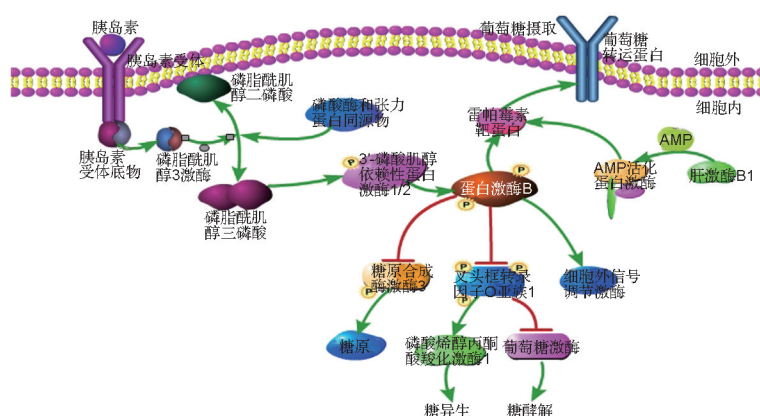 胰岛素
葡萄糖摄取
葡萄糖
转运蛋白
细胞外
胰岛素受体
磷脂酰肌
醇二磷酸
细胞内
磷酸酶和张力
蛋白同源物
雷帕霉素
靶蛋白
AMP
胰岛素
受体底物
磷脂酰肌
醇3激酶
P
3'-磷酸肌醇
依赖性蛋白
激酶1/2
P
蛋白激酶B
P
P
AMP活化
蛋白激酶
肝激酶B1
磷脂酰肌
醇三磷酸
P
糖原合成
酶激酶3
P
P
P
叉头框转录
因子O亚族1
P
细胞外信号
调节激酶
糖原
磷酸烯醇丙酮
酸羧化激酶1
葡萄糖激酶
糖异生
糖酵解